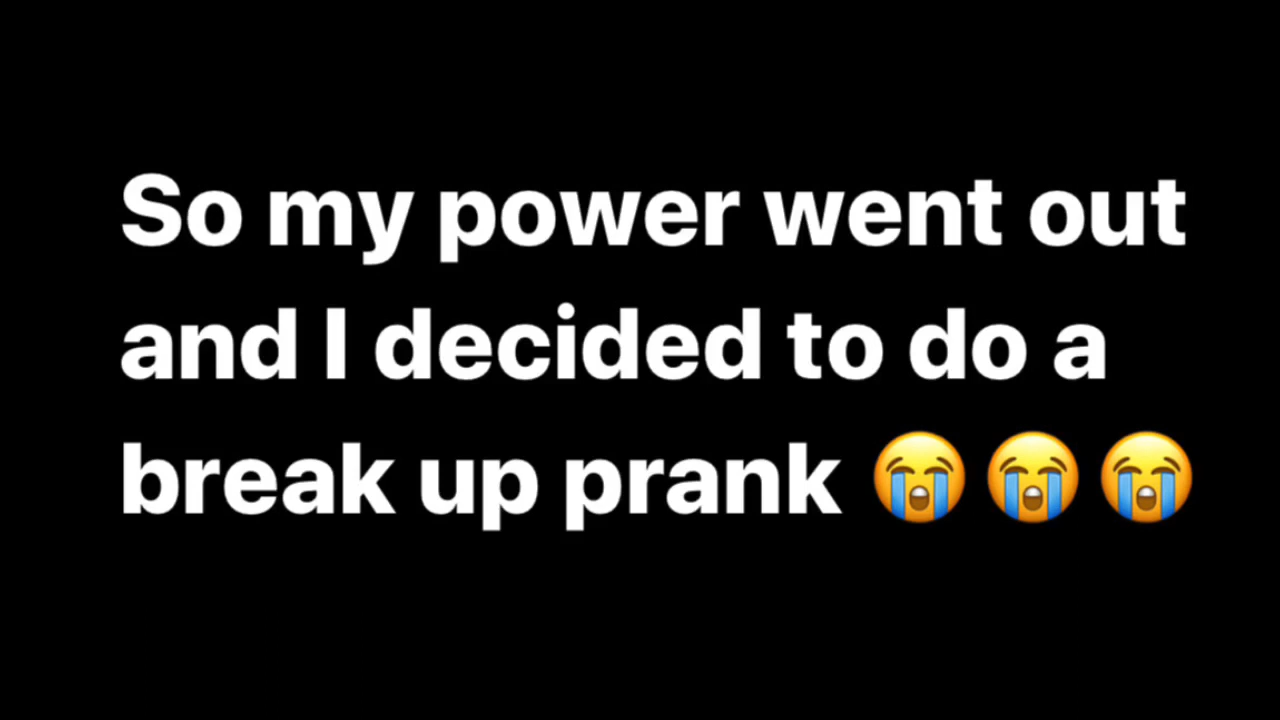 So my power went out
and I decided to do a
break up prank 😭😭😭